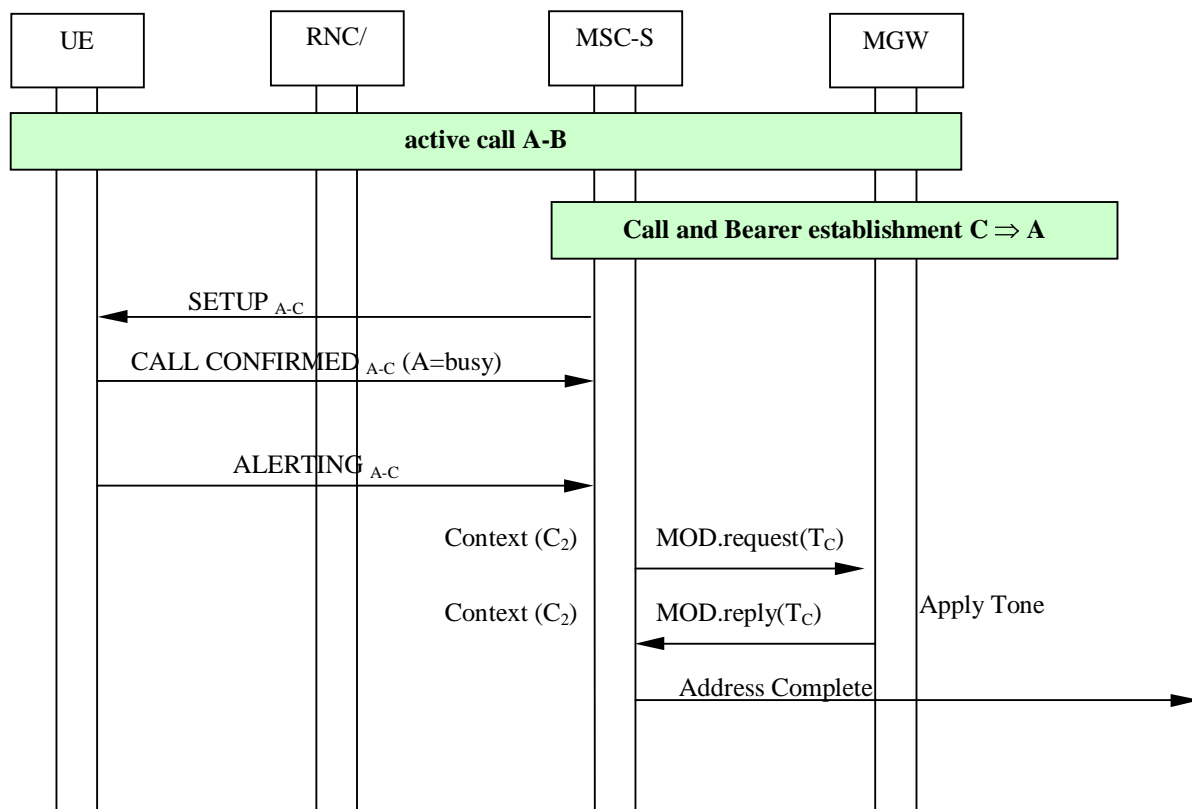 UE
RNC/
MSC-S
MGW
active call A-B
Call and Bearer establishment C ⇒ A
SETUP A-C
CALL CONFIRMED A-C (A=busy)
ALERTING A-C
Context (C2)
MOD.request(TC)
Context (C2)
MOD.reply(TC)
Apply Tone
Address Complete